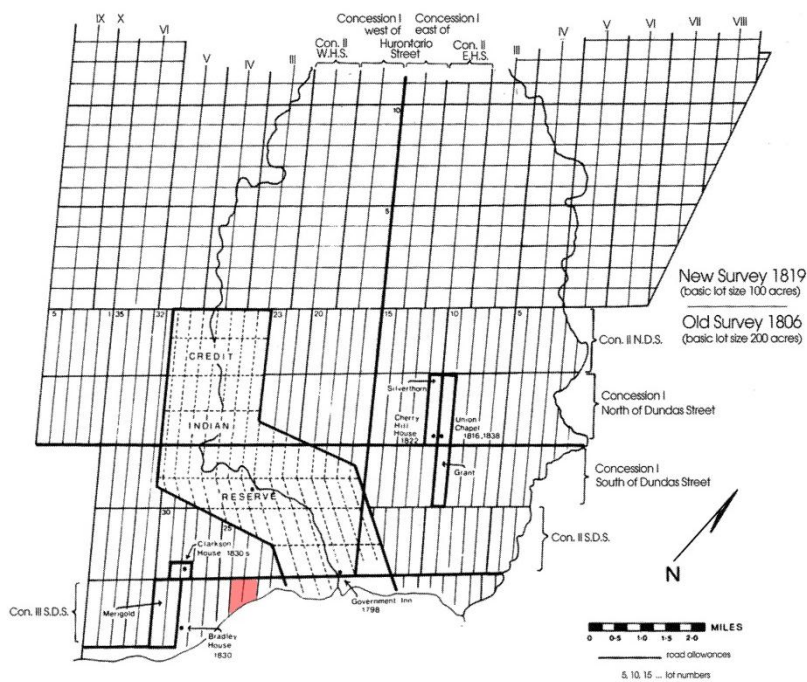 Concession I Concession I
west of east of
Hurontario
Street
Con. II
W.H.S.
Con. II
E.H.S.
IX X VI V IV III
III IV V VI VII VIII
10
5
New Survey 1819
(basic lot size 100 acres)
Old Survey 1806
(basic lot size 200 acres)
5 1 35 32 23 20 15 10 5
Con. II N.D.S.
CREDIT
INDIAN
RESERVE
Silverthorn
Cherry
Hill
House
1822
Union
Chapel
1816,1838
Grant
Concession I
North of Dundas Street
Concession I
South of Dundas Street
Con. II S.D.S.
30
25
Clarkson
House 1830s
Con. III S.D.S.
Merigold
Bradley
House
1830
Government Inn
1798
N
0 0·5 1·0 1·5 2·0 MILES
road allowances
5, 10, 15 ... lot numbers